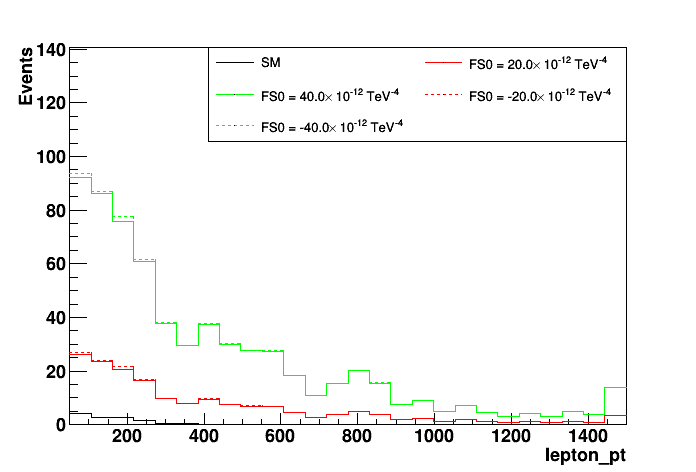 140
120
100
80
60
40
20
0
Events
SM
FS0 = 20.0× 10^-12 TeV^-4
FS0 = 40.0× 10^-12 TeV^-4
FS0 = -20.0× 10^-12 TeV^-4
FS0 = -40.0× 10^-12 TeV^-4
200 400 600 800 1000 1200 1400
lepton_pt